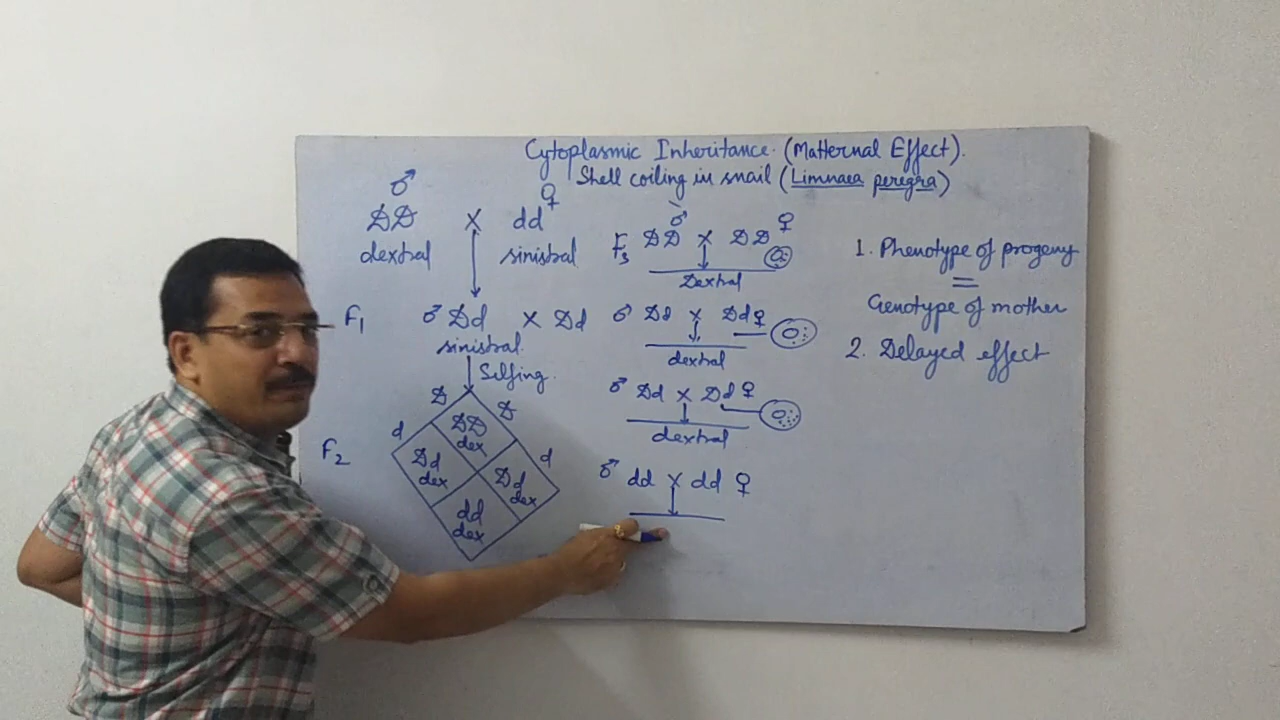 Cytoplasmic Inheritance. (Matternal Effect).
Shell coiling in snail (Limnaea peregra)
♂ ♀
DD X dd
dextral sinistral
F1 ♂ Dd X Dd
sinistral
Selfing.
F2
D D
d d
DD
dex
Dd
dex
Dd
dex
dd
dex
♂ ♀
F3 DD X DD
Dextral
♂ Dd X Dd ♀
dextral
♂ Dd X Dd ♀
dextral
♂ dd X dd ♀
1. Phenotype of progeny
=
Genotype of mother
2. Delayed effect